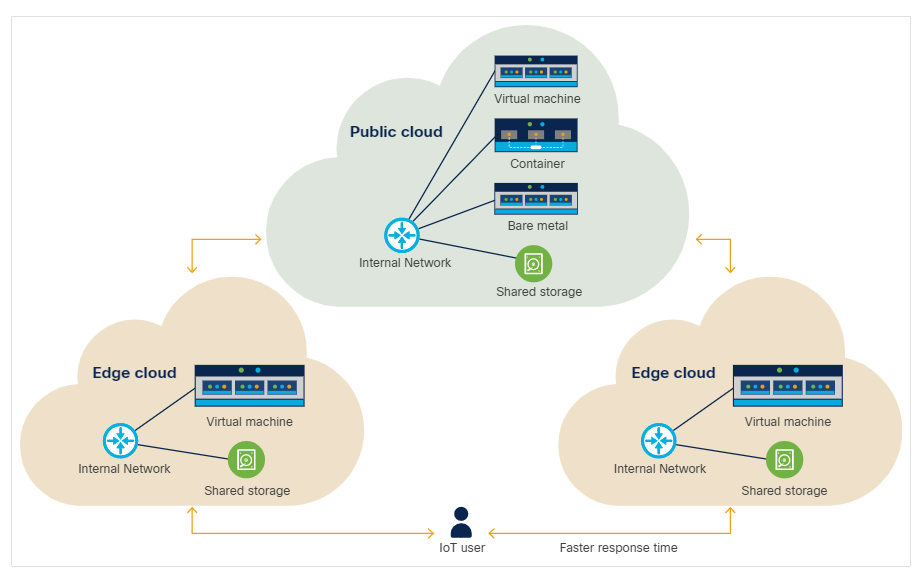 Virtual machine
Public cloud
Container
Bare metal
Internal Network
Shared storage
Edge cloud
Virtual machine
Internal Network
Shared storage
Edge cloud
Virtual machine
Internal Network
Shared storage
IoT user
Faster response time